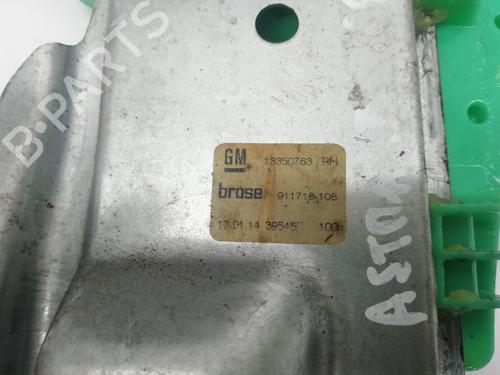 B-PARTS
GM 13350763 RH
brose 911718-108
17.01.14 39545 100
ASTRA